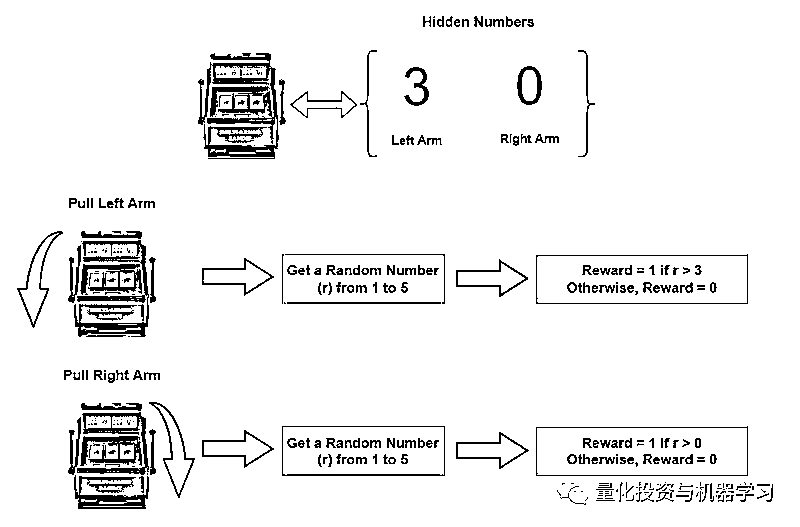 Hidden Numbers
3 0
Left Arm Right Arm
Pull Left Arm
Get a Random Number
(r) from 1 to 5
Reward = 1 if r > 3
Otherwise, Reward = 0
Pull Right Arm
Get a Random Number
(r) from 1 to 5
Reward = 1 If r > 0
Otherwise, Reward = 0
量化投资与机器学习